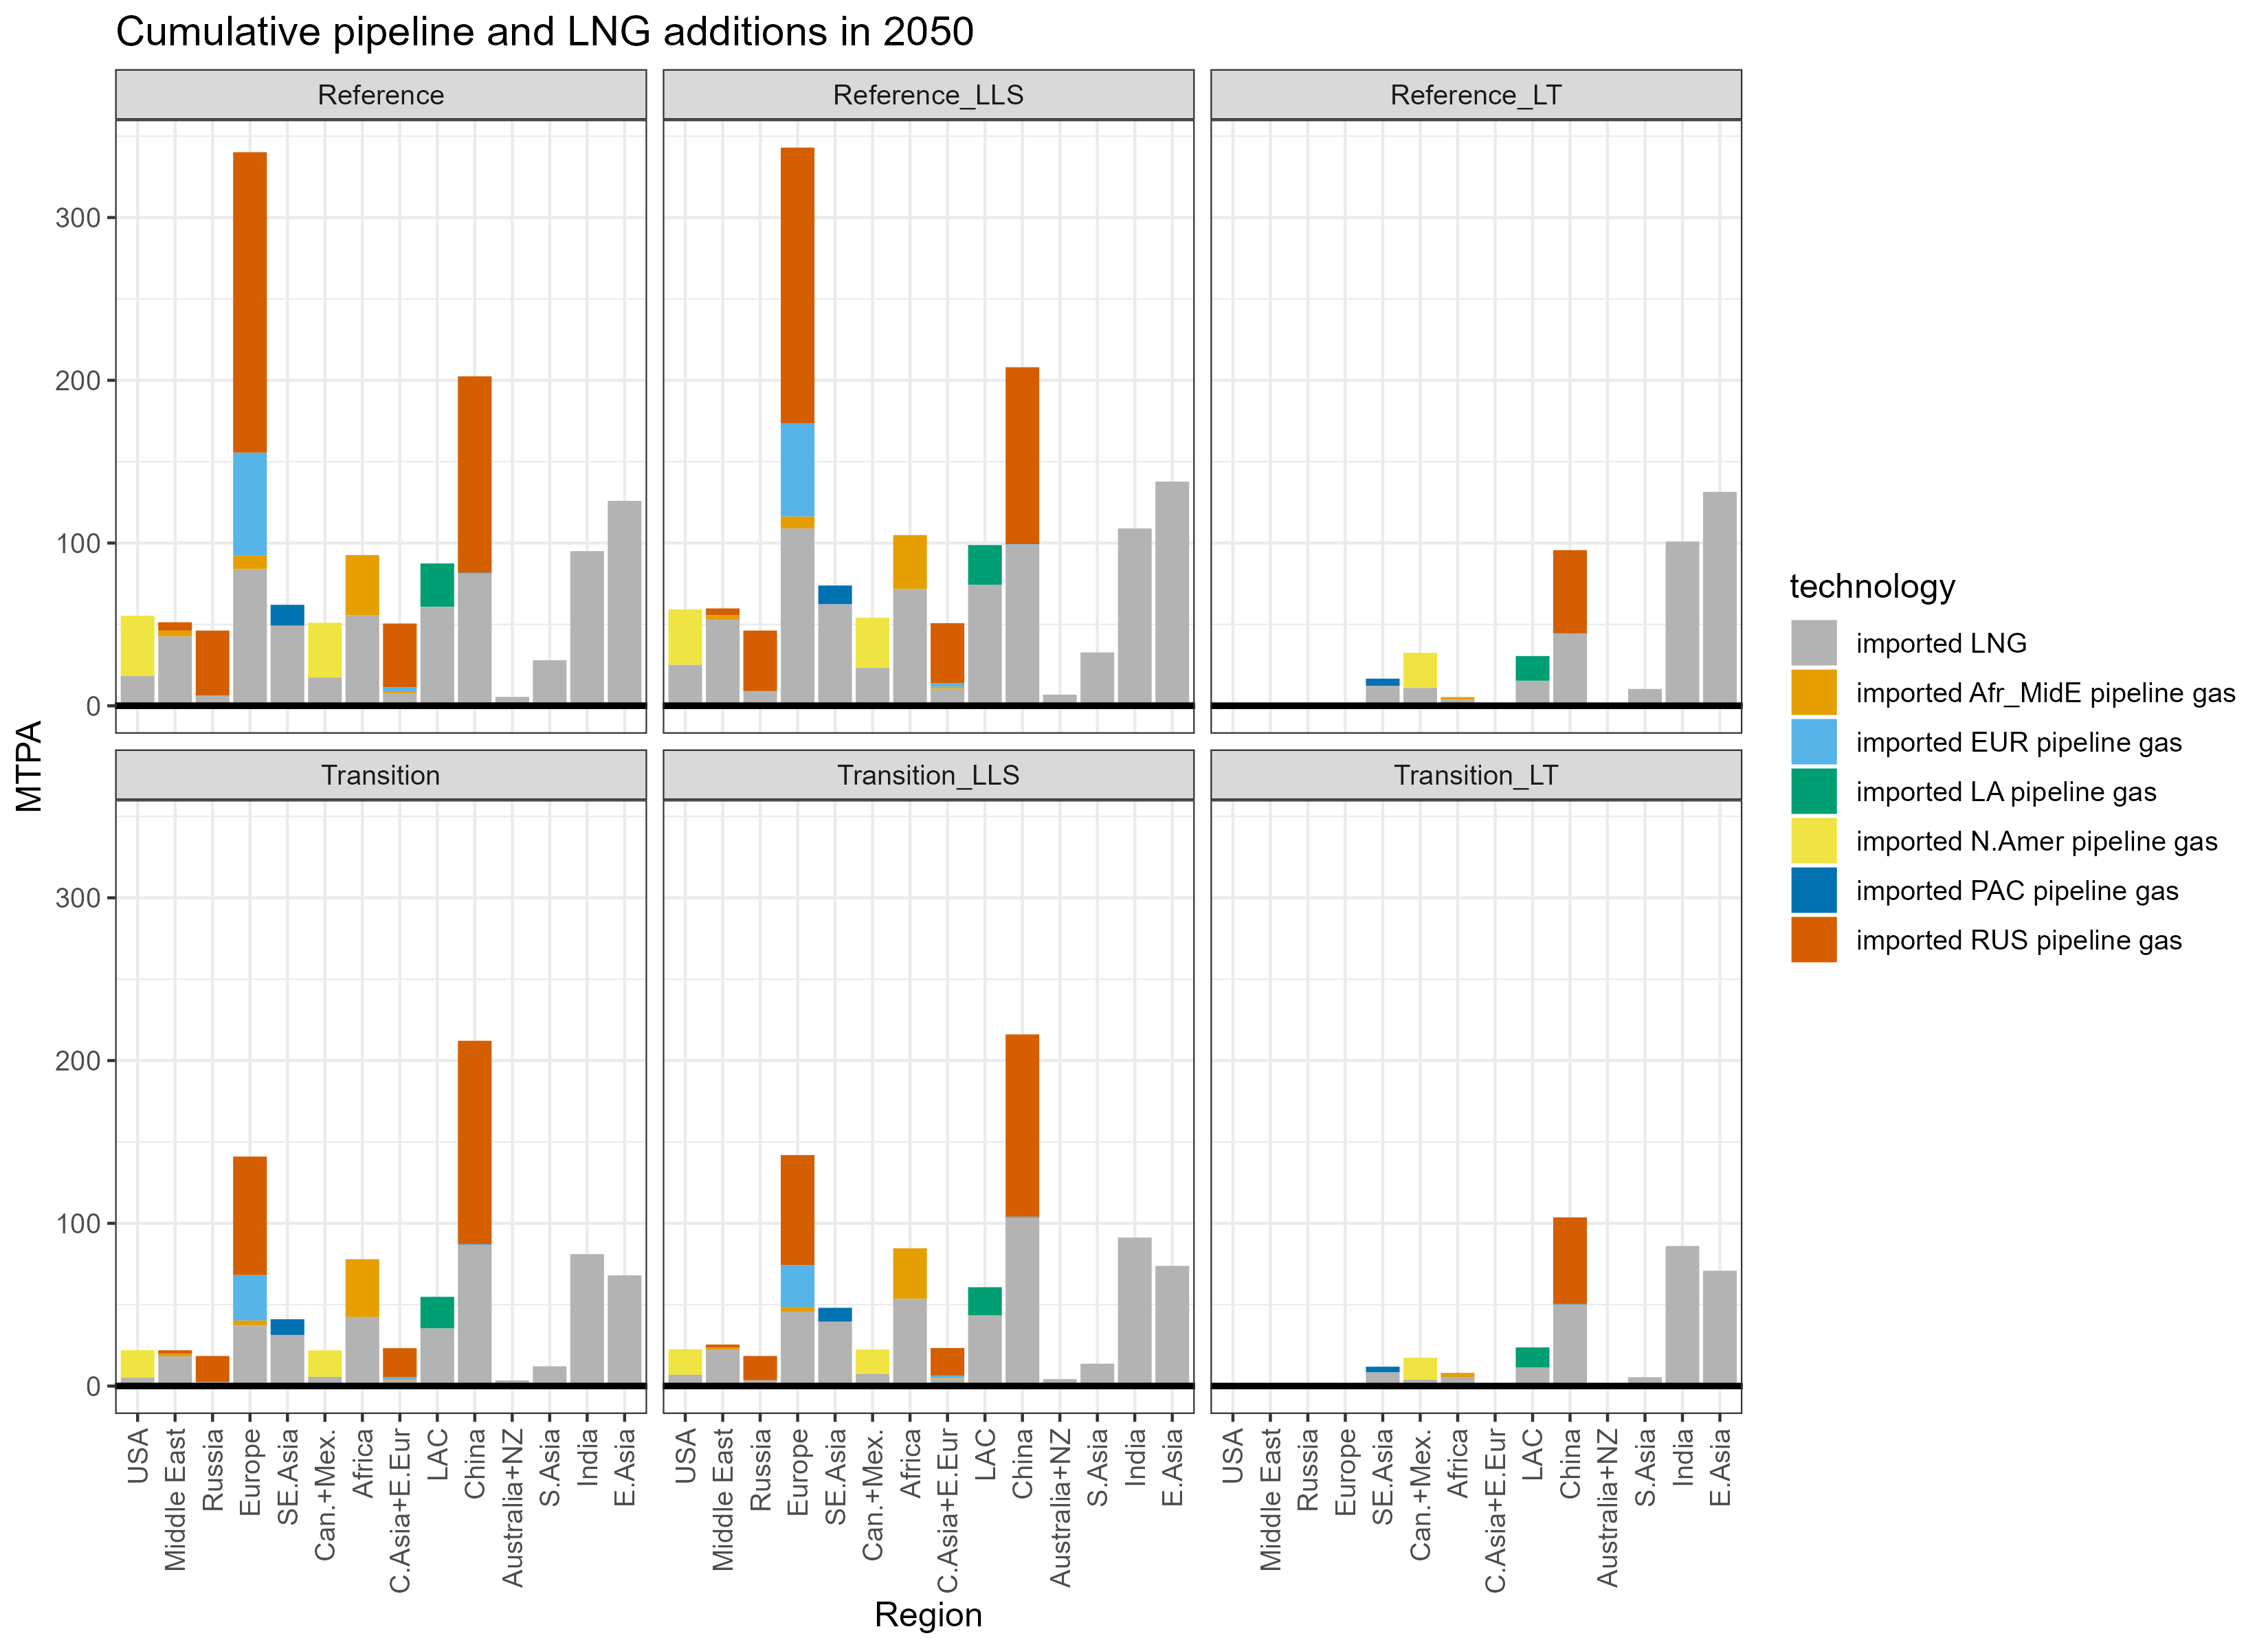 Cumulative pipeline and LNG additions in 2050
Reference
Reference_LLS
Reference_LT
300
200
100
0
Transition
Transition_LLS
Transition_LT
300
200
100
0
MTPA
USA
Middle East
Russia
Europe
SE.Asia
Can.+Mex.
Africa
C.Asia+E.Eur
LAC
China
Australia+NZ
S.Asia
India
E.Asia
USA
Middle East
Russia
Europe
SE.Asia
Can.+Mex.
Africa
C.Asia+E.Eur
LAC
China
Australia+NZ
S.Asia
India
E.Asia
USA
Middle East
Russia
Europe
SE.Asia
Can.+Mex.
Africa
C.Asia+E.Eur
LAC
China
Australia+NZ
S.Asia
India
E.Asia
Region
technology
imported LNG
imported Afr_MidE pipeline gas
imported EUR pipeline gas
imported LA pipeline gas
imported N.Amer pipeline gas
imported PAC pipeline gas
imported RUS pipeline gas